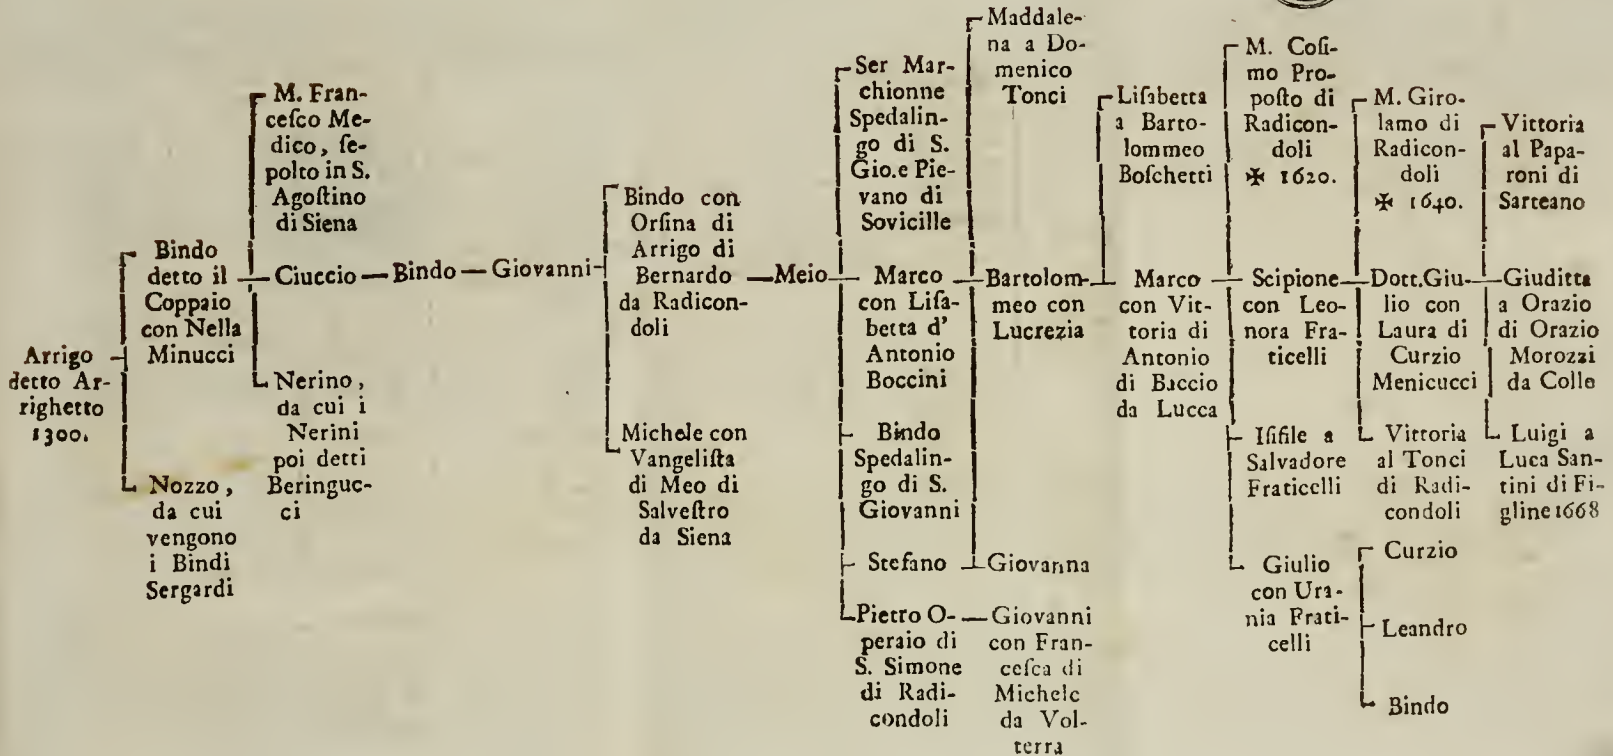 Arrigo
detto Ar-
righetto
1300.
Bindo
detto il
Coppaio
con Nella
Minucci
Nozzo,
da cui
vengono
i Bindi
Sergardi
M. Fran-
ceſco Me-
dico, ſe-
polto in S.
Agoſtino
di Siena
Ciuccio
Nerino,
da cui i
Nerini
poi detti
Beringuc-
ci
Bindo
Giovanni
Bindo con
Orſina di
Arrigo di
Bernardo
da Radicon-
doli
Michele con
Vangeliſta
di Meo di
Salveſtro
da Siena
Meio
Ser Mar-
chionne
Spedalin-
go di S.
Gio.e Pie-
vano di
Sovicille
Marco
con Liſa-
betta d'
Antonio
Boccini
Bindo
Spedalin-
go di S.
Giovanni
Stefano
Pietro O-
peraio di
S. Simone
di Radi-
condoli
Maddale-
na a Do-
menico
Tonci
Bartolom-
meo con
Lucrezia
Giovanna
Giovanni
con Fran-
ceſca di
Michele
da Vol-
terra
Liſabetta
a Barto-
lommeo
Boſchetti
Marco
con Vit-
toria di
Antonio
di Baccio
da Lucca
M. Coſi-
mo Pro-
poſto di
Radicon-
doli
✠ 1620.
Scipione
con Leo-
nora Fra-
ticelli
Iſifile a
Salvadore
Fraticelli
Giulio
con Ura-
nia Frati-
celli
M. Giro-
lamo di
Radicon-
doli
✠ 1640.
Dott.Giu-
lio con
Laura di
Curzio
Menicucci
Vittoria
al Tonci
di Radi-
condoli
Curzio
Leandro
Bindo
Vittoria
al Papa-
roni di
Sarteano
Giuditta
a Orazio
di Orazio
Morozzi
da Colle
Luigi a
Luca San-
tini di Fi-
gline 1668